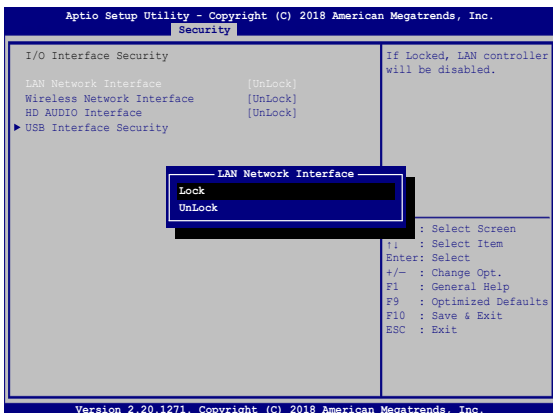 Aptio Setup Utility - Copyright (C) 2018 American Megatrends, Inc.
Security
I/O Interface Security
LAN Network Interface [UnLock]
Wireless Network Interface [UnLock]
HD AUDIO Interface [UnLock]
▶ USB Interface Security
If Locked, LAN controller
will be disabled.
LAN Network Interface
Lock
UnLock
: Select Screen
↑↓ : Select Item
Enter: Select
+/— : Change Opt.
F1 : General Help
F9 : Optimized Defaults
F10 : Save & Exit
ESC : Exit
Version 2.20.1271. Copyright (C) 2018 American Megatrends, Inc.